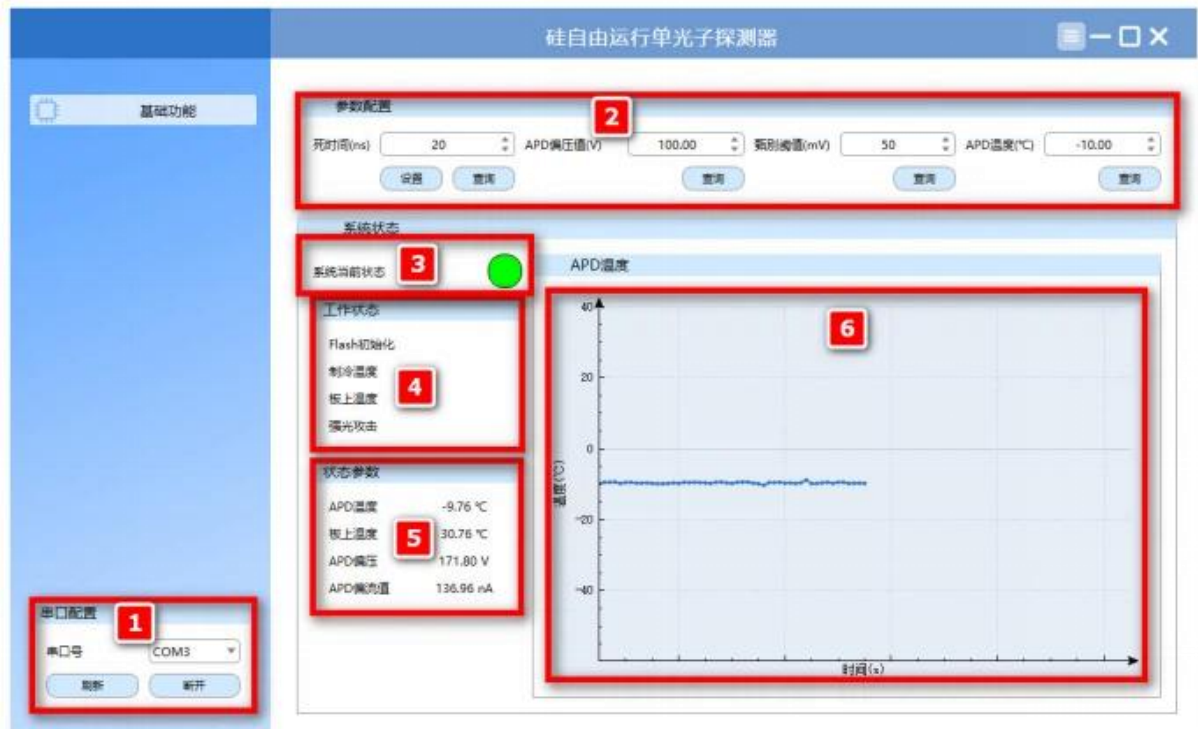 硅自由运行单光子探测器
基础功能
参数配置
2
死时间(ns) 20 APD偏压值(V) 100.00 甄别阈值(mV) 50 APD温度(℃) -10.00
设置 查询 查询 查询 查询
系统状态
系统当前状态 3
工作状态
Flash初始化
制冷温度
板上温度
强光攻击
4
状态参数
APD温度 -9.76 ℃
板上温度 30.76 ℃
APD偏压 171.80 V
APD偏流值 136.96 nA
5
APD温度
6
40
20
0
-20
-40
温度(℃)
时间(s)
串口配置
1
串口号 COM3
刷新 断开